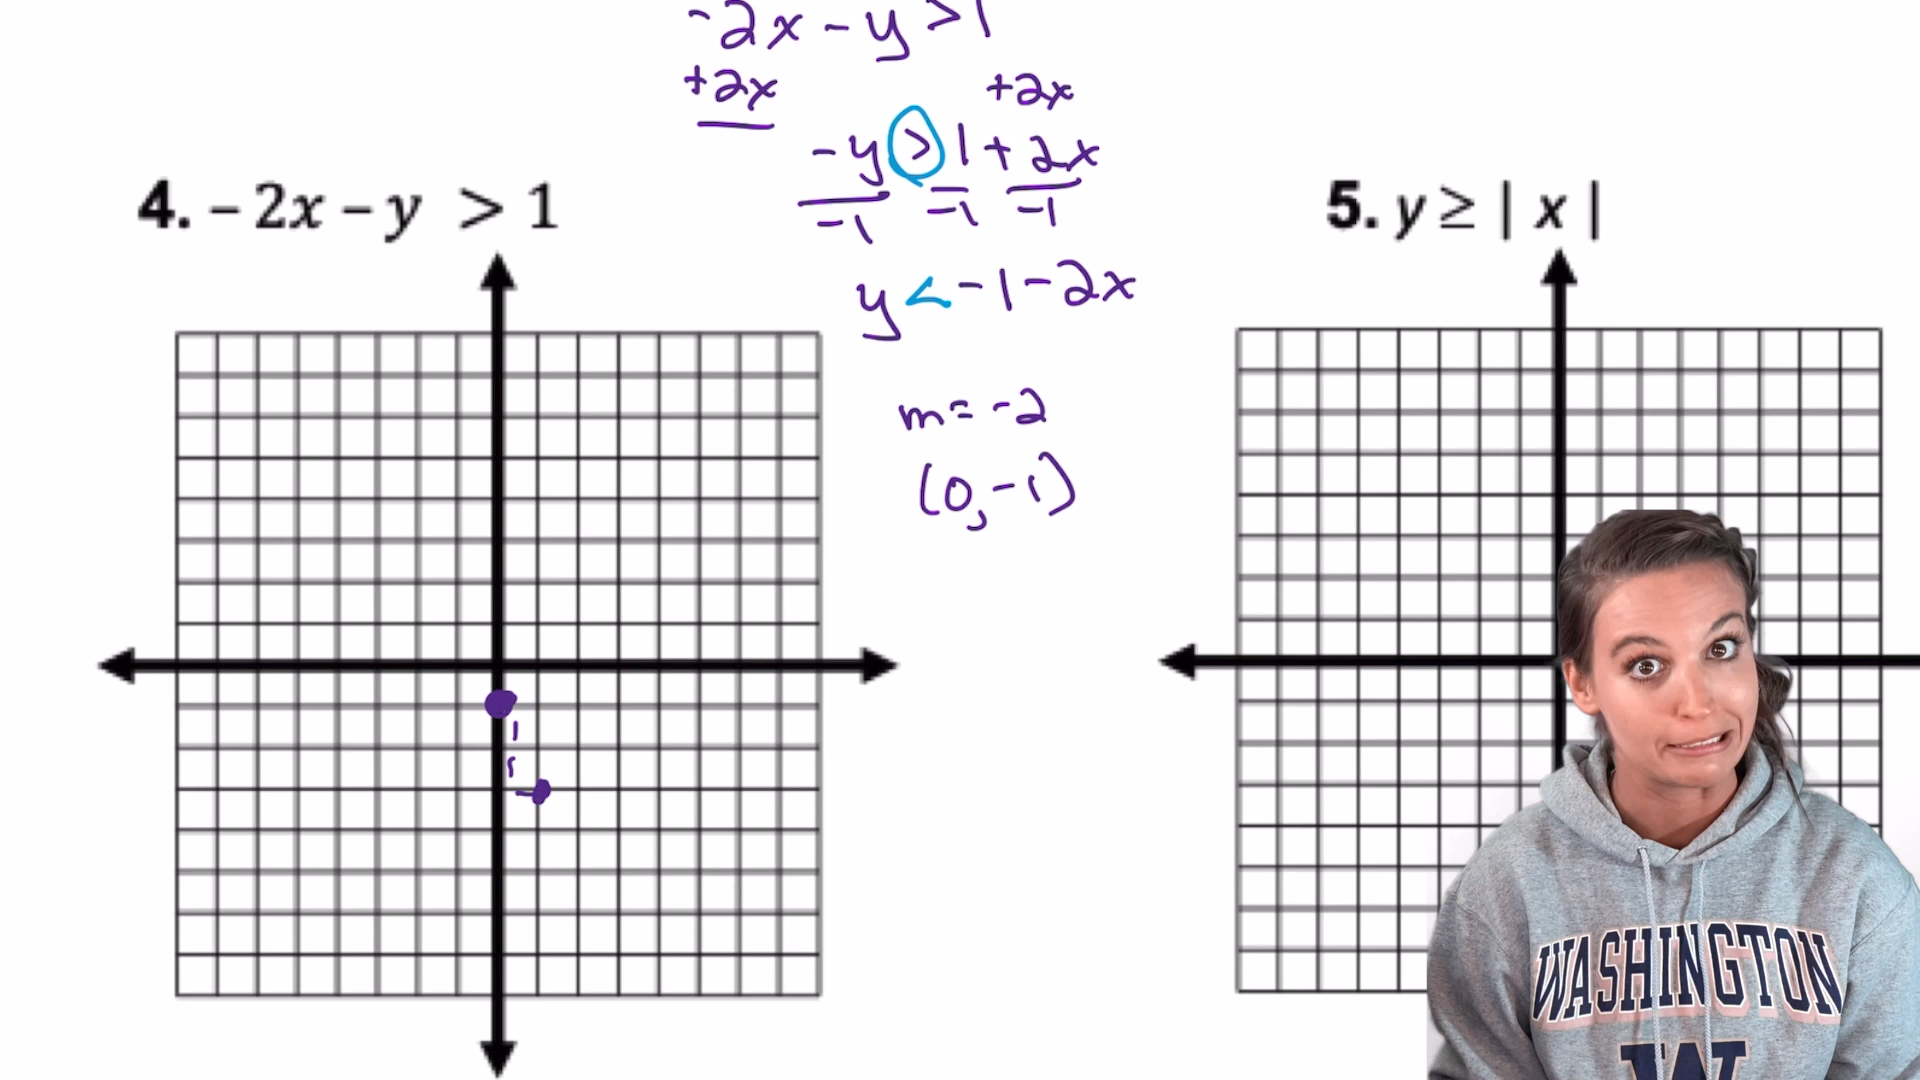 -2x - y > 1
+2x +2x
-y > 1 + 2x
-1 -1 -1
4. – 2x – y > 1
5. y ≥ | x |
y < -1 - 2x
m = -2
(0, -1)
WASHINGTON
W